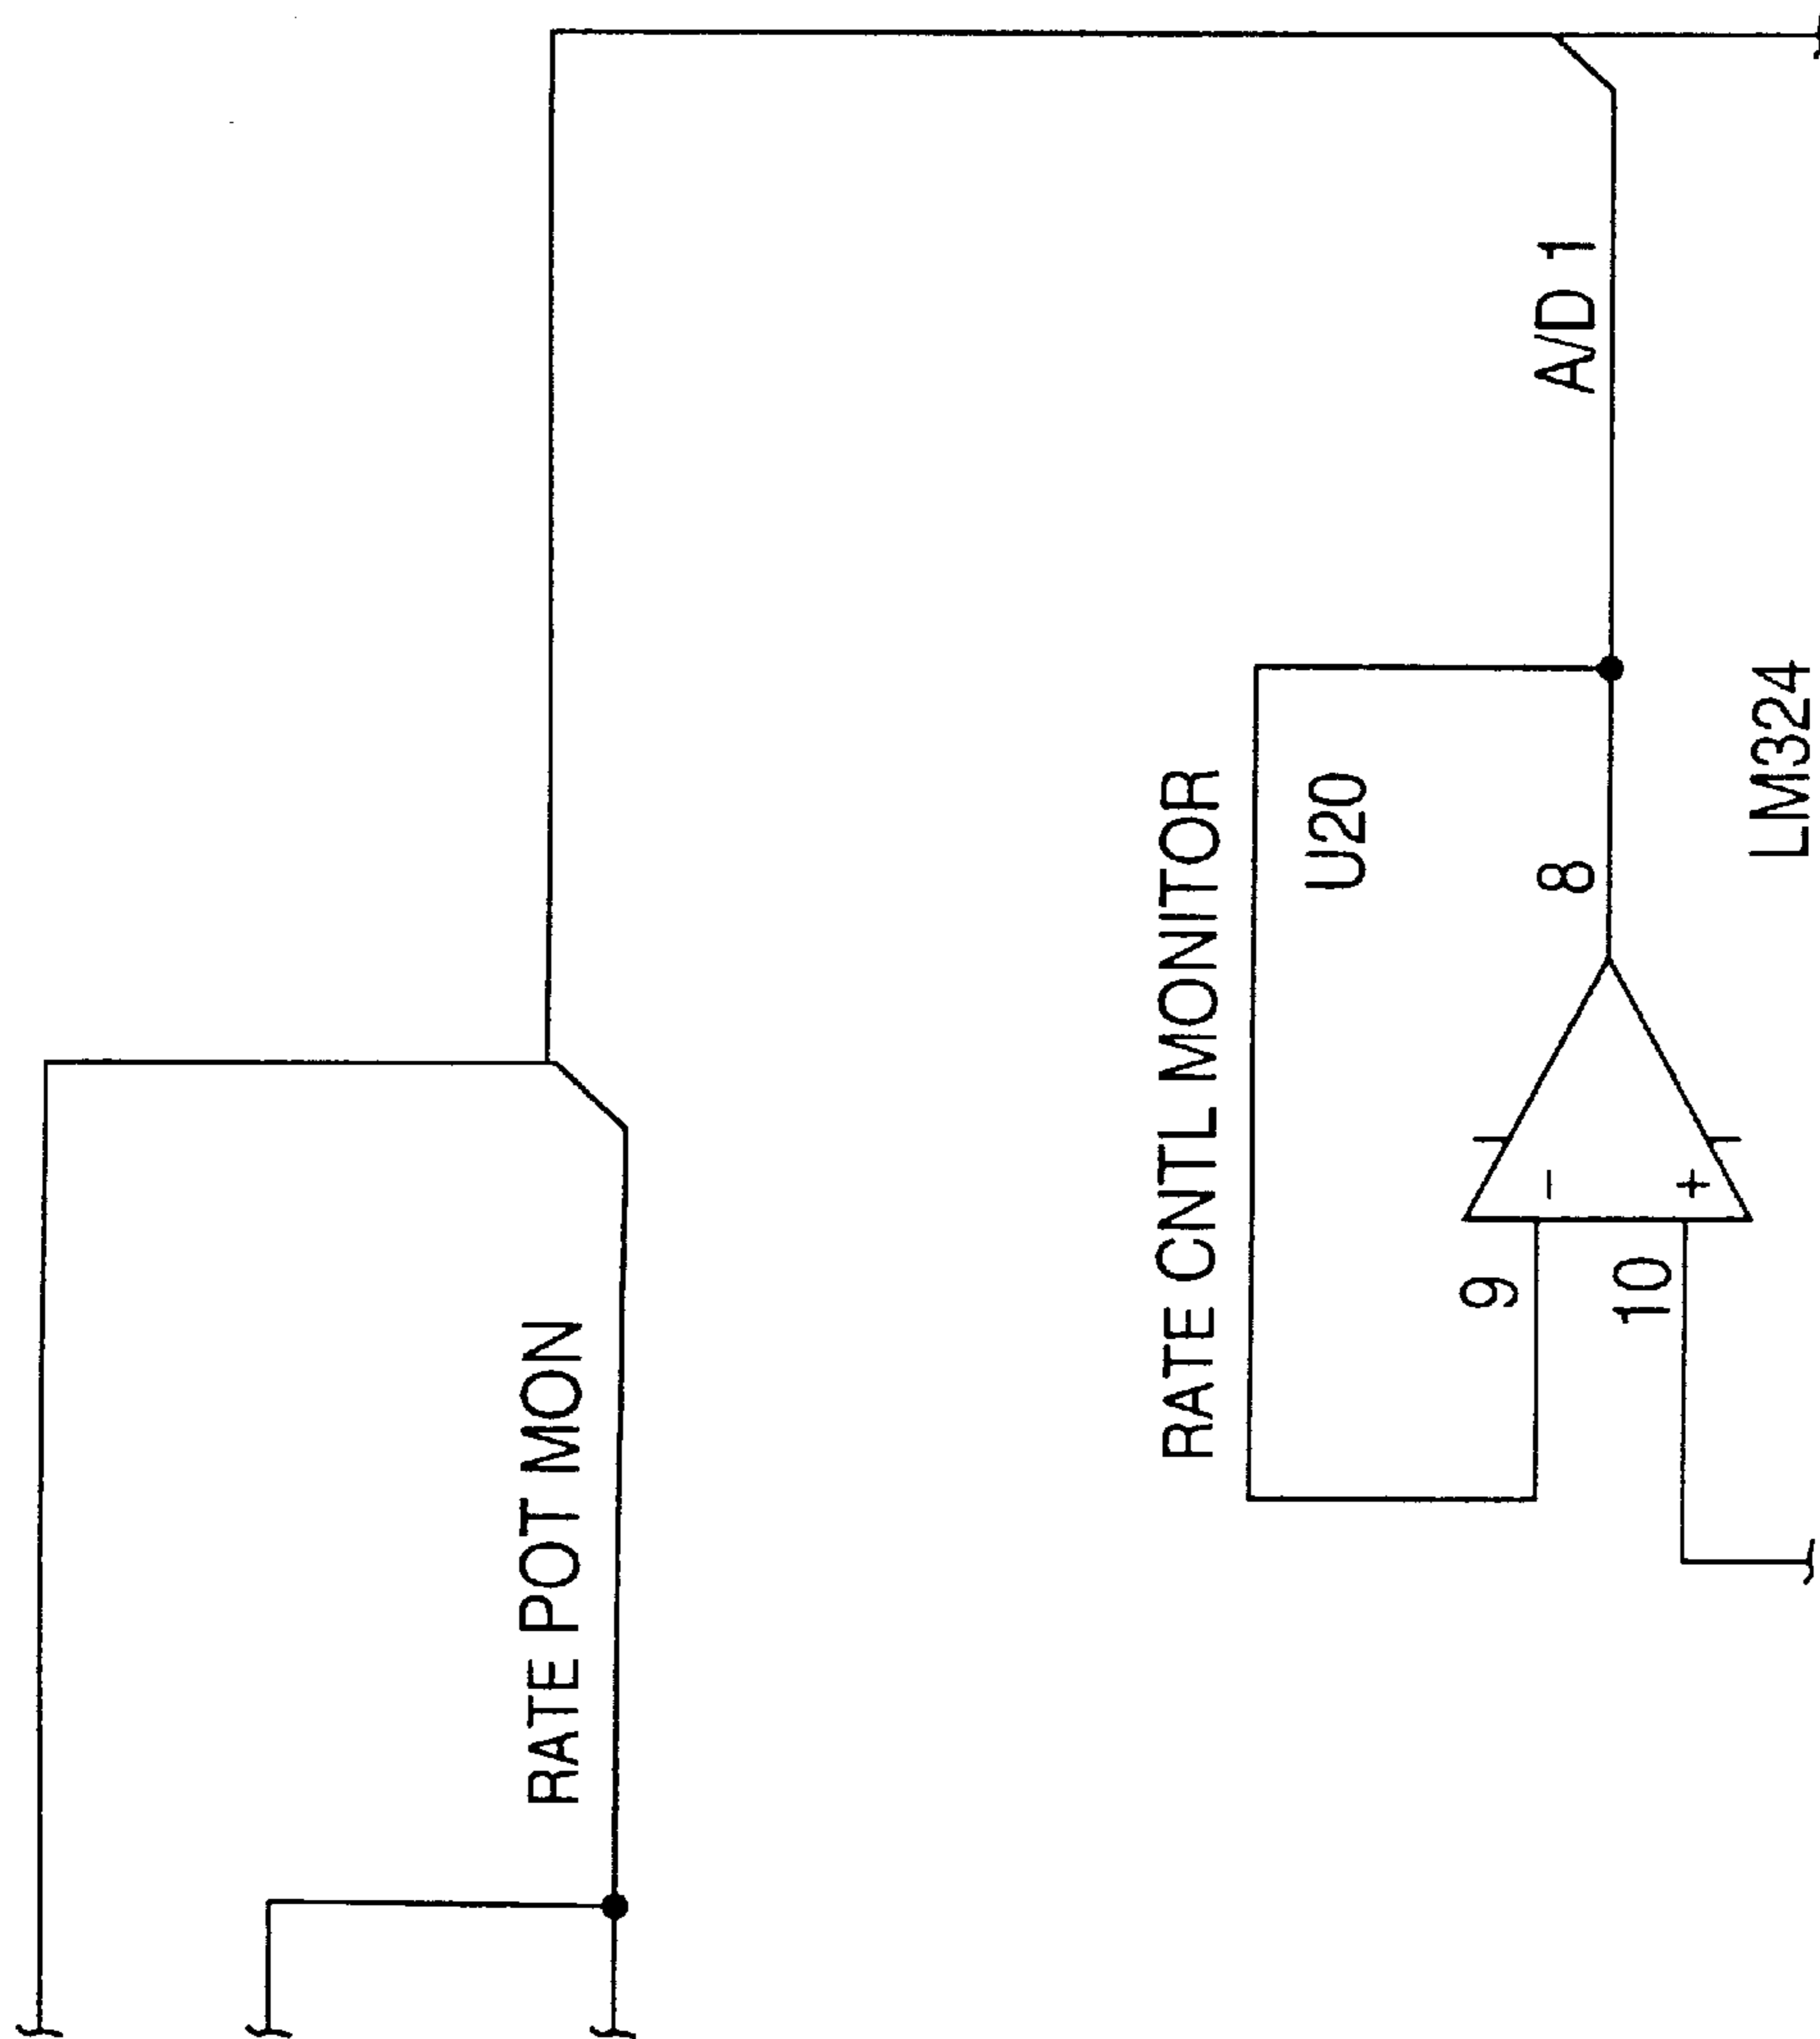 RATE POT MON
RATE CNTL MONITOR
U20
9
8
A/D 1
10
-
+
LM324